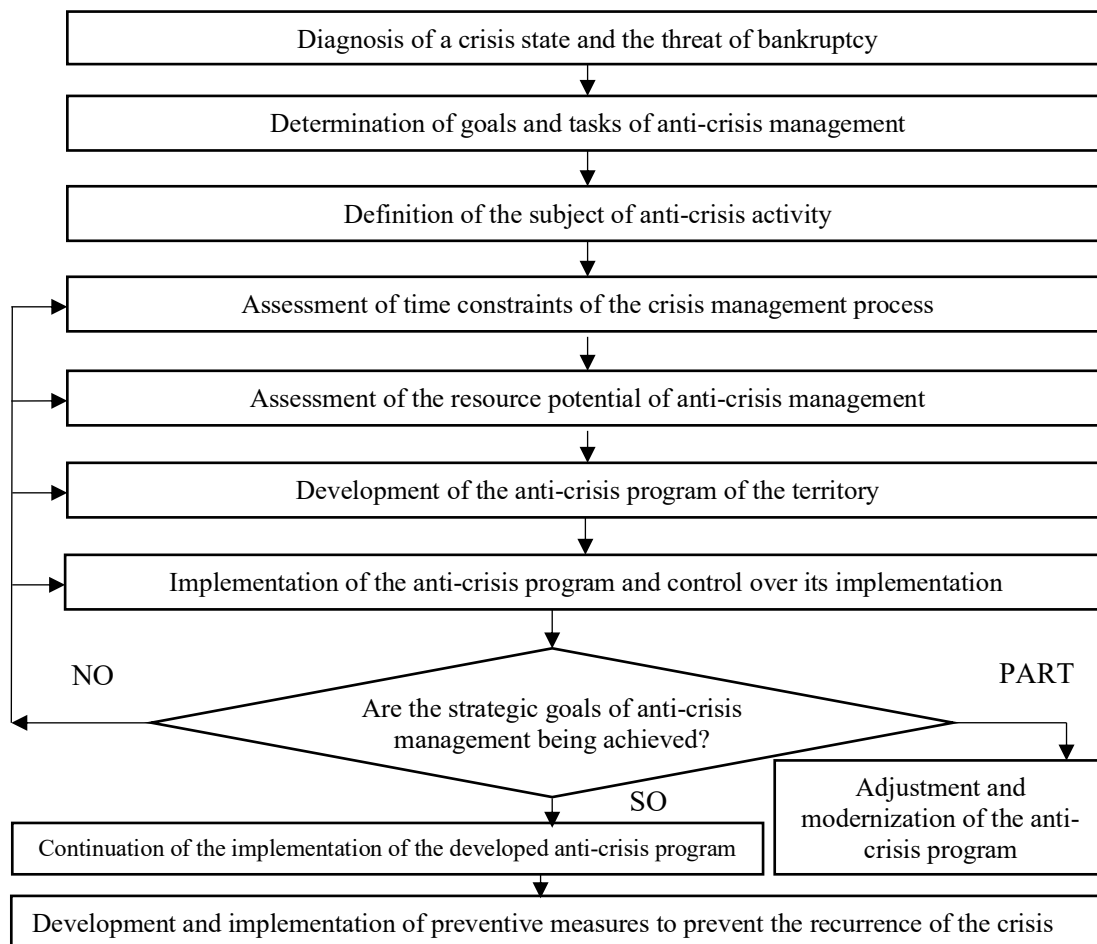 Diagnosis of a crisis state and the threat of bankruptcy
Determination of goals and tasks of anti-crisis management
Definition of the subject of anti-crisis activity
Assessment of time constraints of the crisis management process
Assessment of the resource potential of anti-crisis management
Development of the anti-crisis program of the territory
Implementation of the anti-crisis program and control over its implementation
NO
PART
Are the strategic goals of anti-crisis
management being achieved?
SO
Adjustment and
modernization of the anti-
crisis program
Continuation of the implementation of the developed anti-crisis program
Development and implementation of preventive measures to prevent the recurrence of the crisis